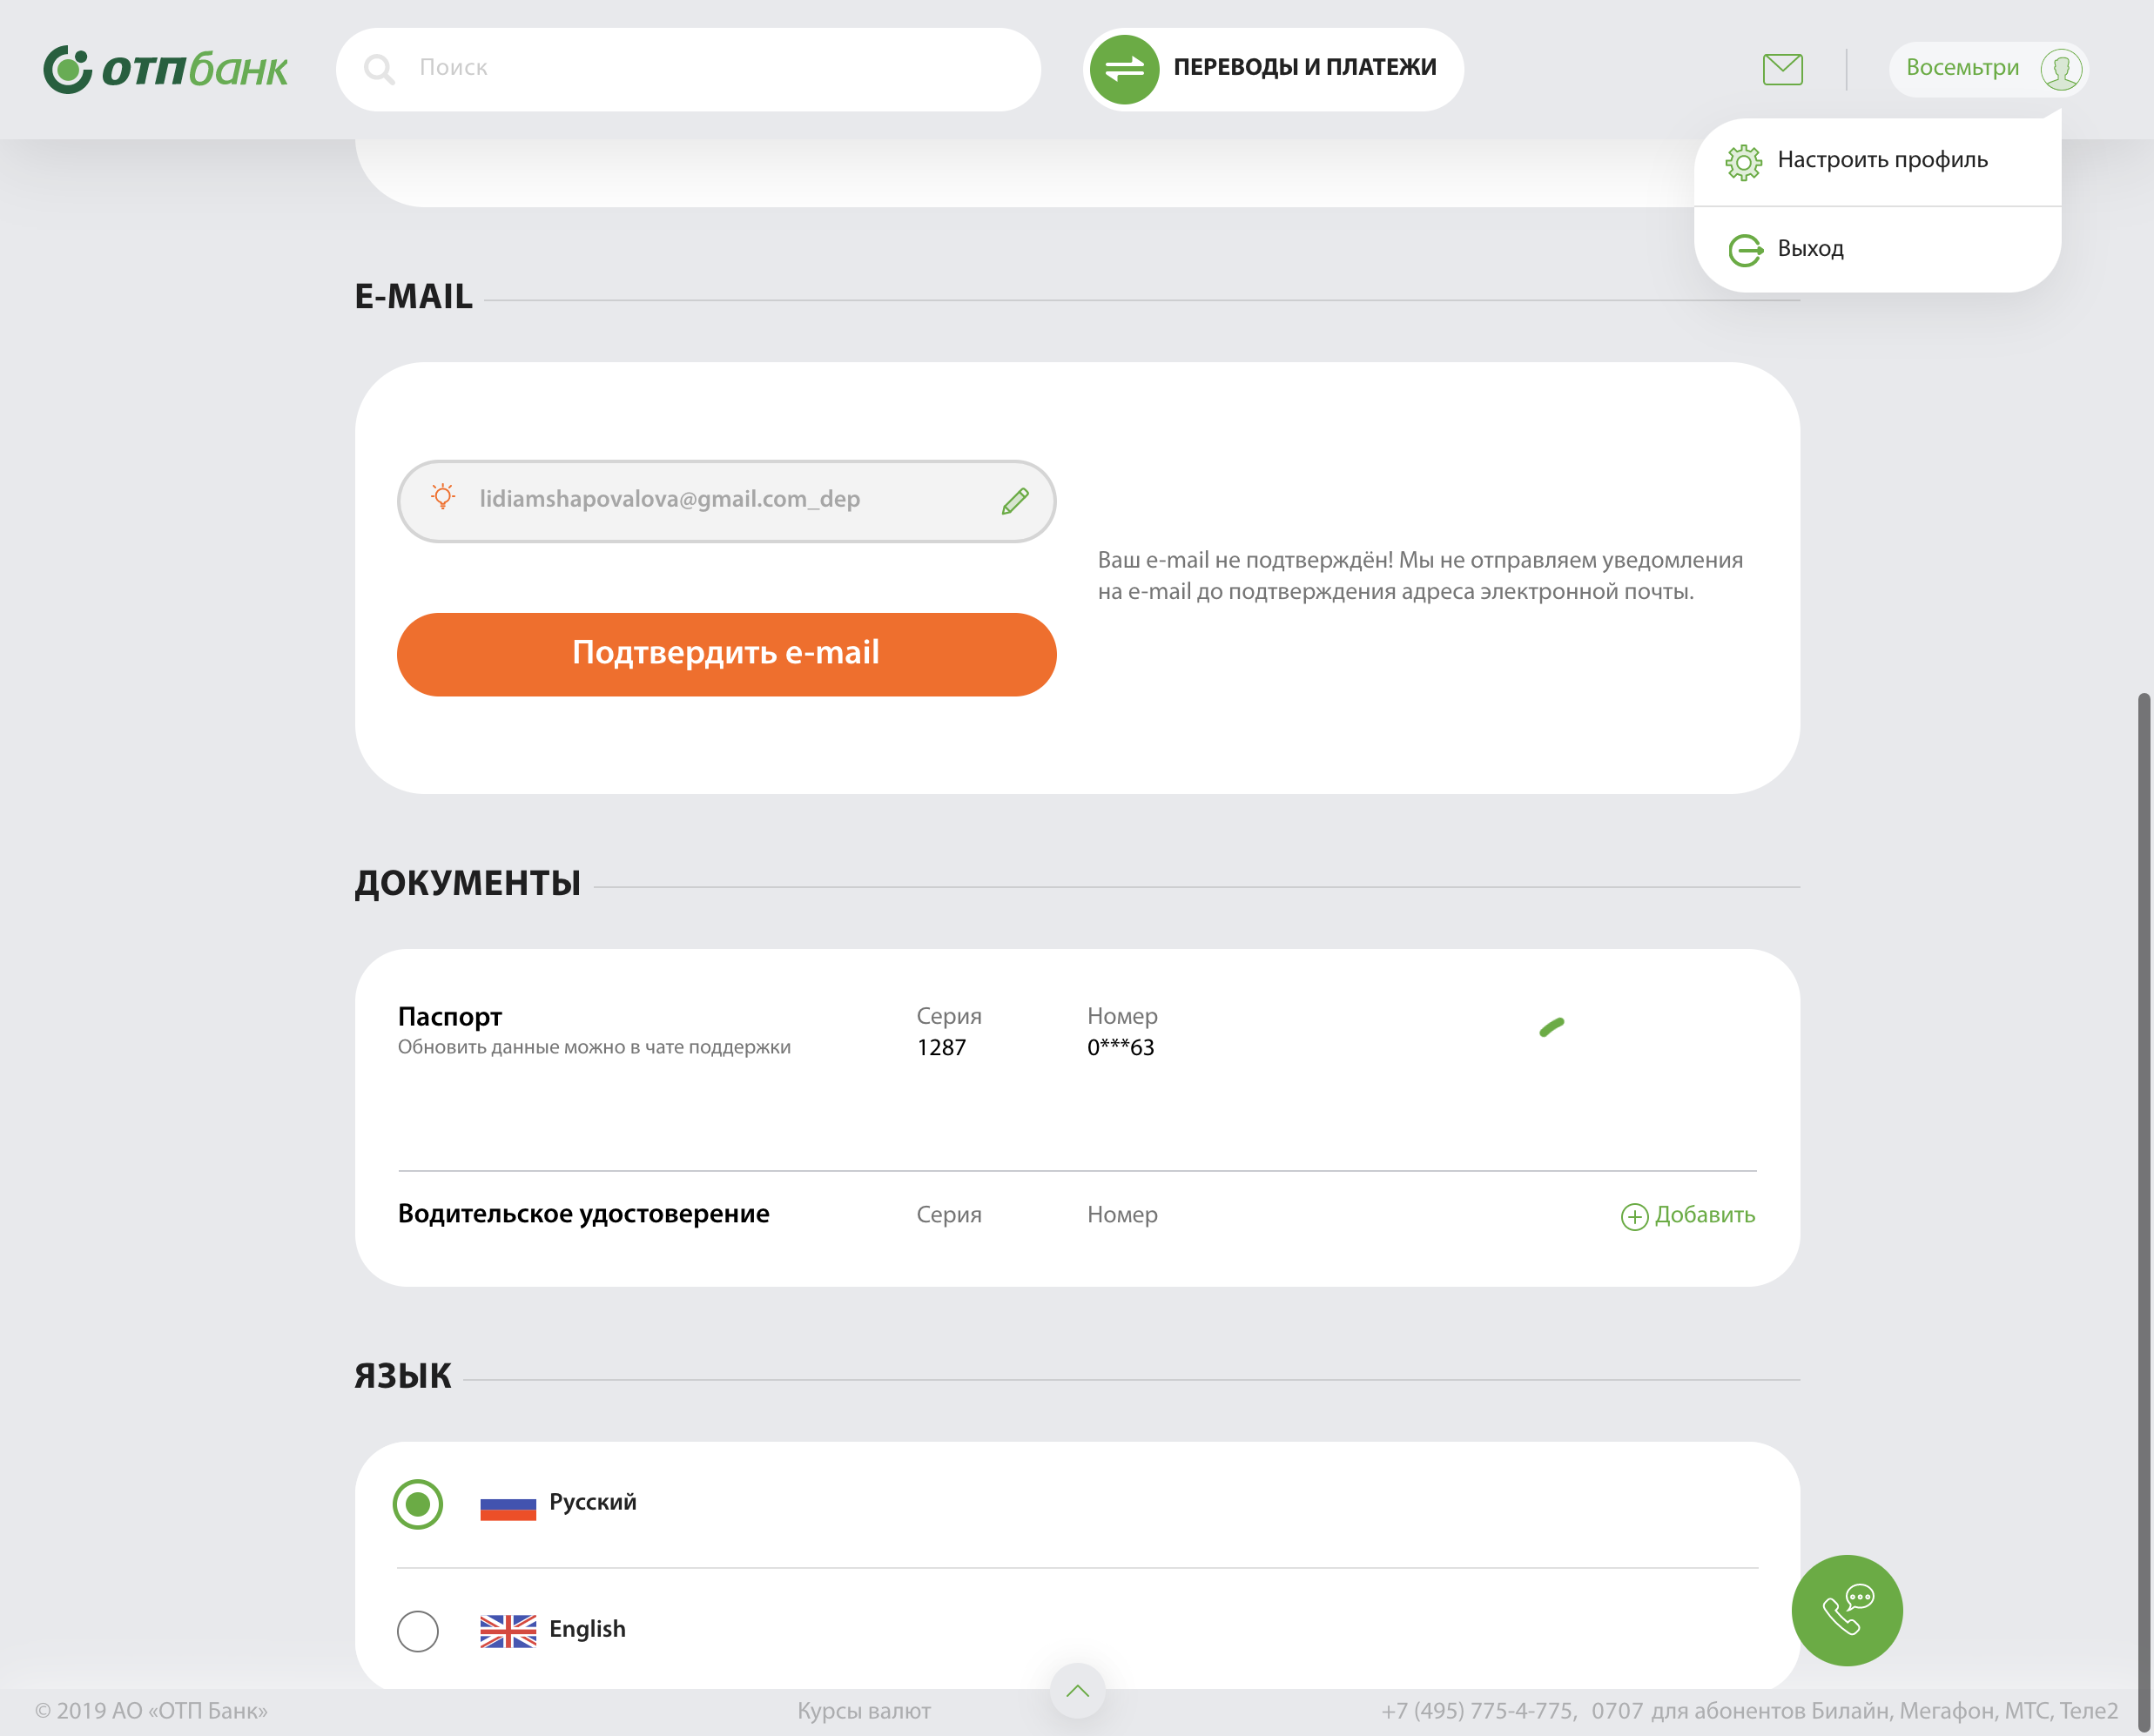 ОТПбанк
Поиск
ПЕРЕВОДЫ И ПЛАТЕЖИ
Восемьтри
Настроить профиль
Выход
E-MAIL
lidiamshapovalova@gmail.com_dep
Подтвердить e-mail
Ваш e-mail не подтверждён! Мы не отправляем уведомления
на e-mail до подтверждения адреса электронной почты.
ДОКУМЕНТЫ
Паспорт
Обновить данные можно в чате поддержки
Серия
1287
Номер
0***63
Водительское удостоверение
Серия
Номер
Добавить
ЯЗЫК
Русский
English
© 2019 АО «ОТП Банк»
Курсы валют
+7 (495) 775-4-775, 0707 для абонентов Билайн, Мегафон, МТС, Теле2